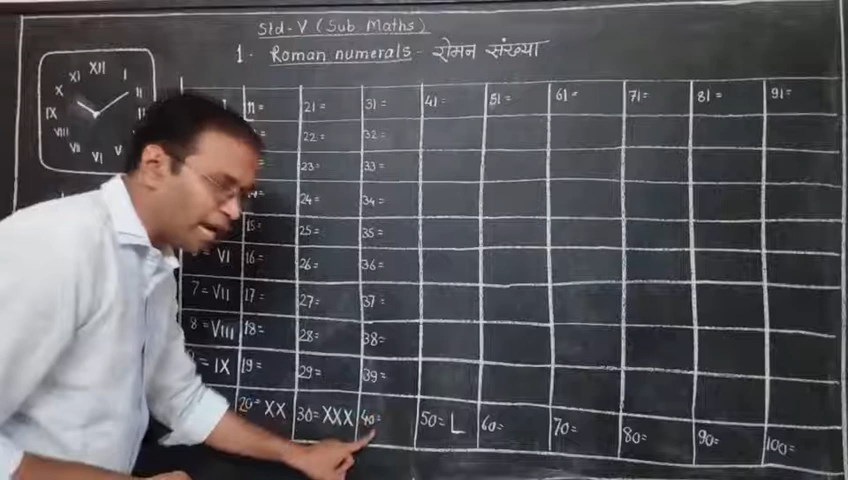 Std-V (Sub Maths)
1. Roman numerals - रोमन संख्या
XII
XI I
X II
IX
VIII
VII VI V
11= 21= 31= 41= 51= 61= 71= 81= 91=
22= 32=
23= 33=
24= 34=
15= 25= 35=
= VI 16= 26= 36=
7=VII 17= 27= 37=
8=VIII 18= 28= 38=
= IX 19= 29= 39=
20=XX 30=XXX 40= 50=L 60= 70= 80= 90= 100=